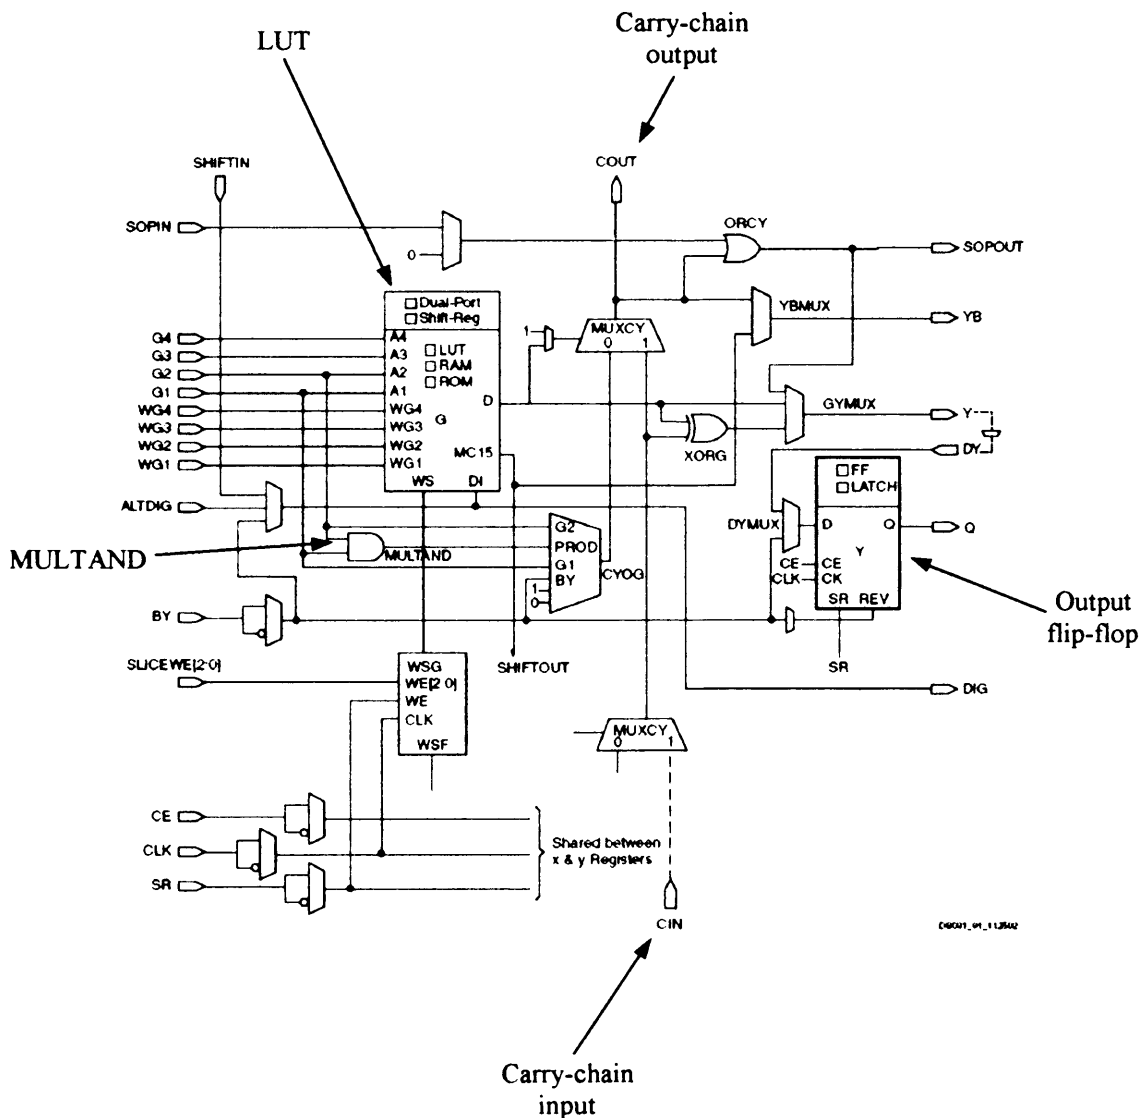 LUT
Carry-chain
output
SHIFTIN
COUT
SOPIN
0
ORCY
SOPOUT
Dual-Port
Shift-Reg
YBMUX
YB
G4
G3
G2
G1
WG4
WG3
WG2
WG1
A4
A3
A2
A1
WG4
WG3
WG2
WG1
LUT
RAM
ROM
D
G
MC15
WS
DI
1
MUXCY
0 1
GYMUX
Y
XORG
DY
ALTDIG
FF
LATCH
DYMUX
D
Q
Q
Y
CE
CLK
CE
CK
SR REV
MULTAND
MULTAND
G2
PROD
G1
BY
1
0
CYOG
BY
SHIFTOUT
SR
Output
flip-flop
SLICEWE[2:0]
WSG
WE[2:0]
WE
CLK
WSF
DIG
MUXCY
0 1
CE
CLK
SR
Shared between
x & y Registers
CIN
Carry-chain
input